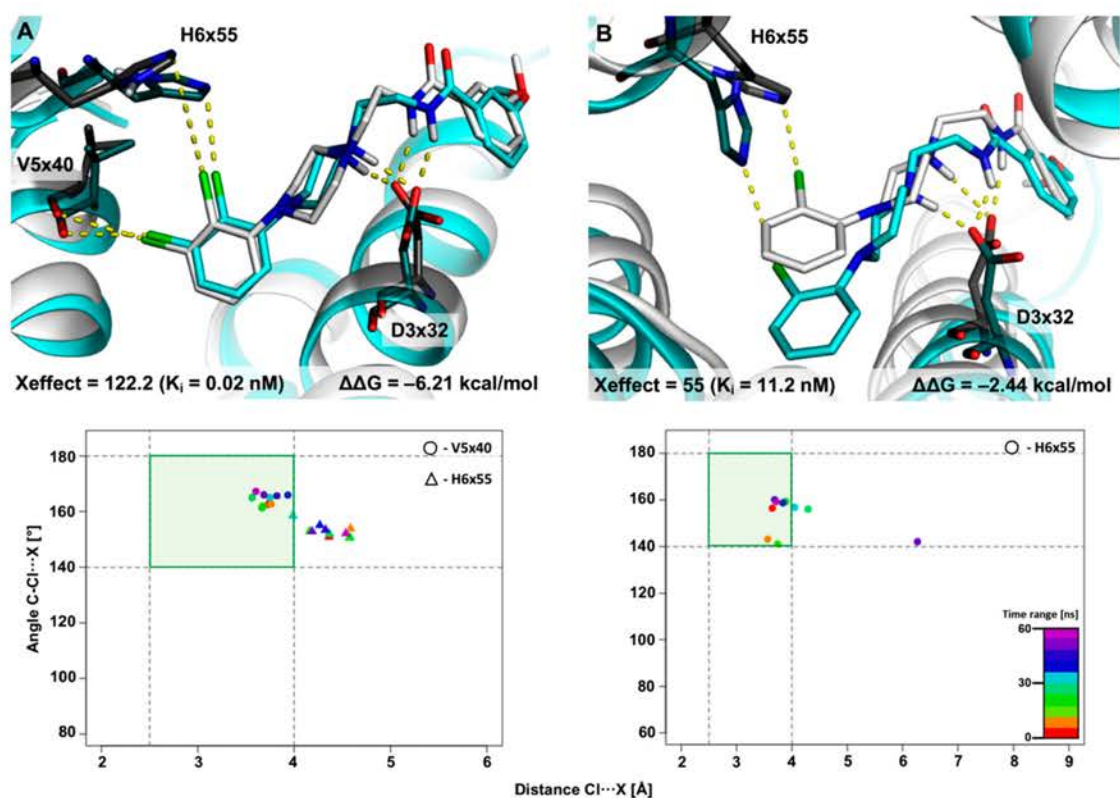 A
H6x55
V5x40
D3x32
Xeffect = 122.2 (Kᵢ = 0.02 nM)
ΔΔG = –6.21 kcal/mol
B
H6x55
D3x32
Xeffect = 55 (Kᵢ = 11.2 nM)
ΔΔG = –2.44 kcal/mol
Angle C-Cl···X [°]
180
160
140
120
100
80
2
3
4
5
6
○ - V5x40
△ - H6x55
180
160
140
120
100
80
60
2
3
4
5
6
7
8
9
○ - H6x55
Time range [ns]
60
30
0
Distance Cl···X [Å]